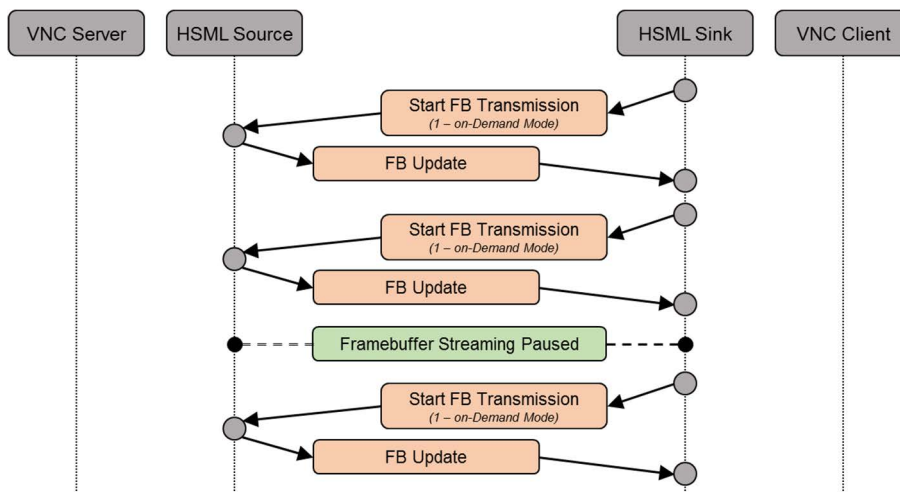 VNC Server
HSML Source
HSML Sink
VNC Client
Start FB Transmission
(1 – on-Demand Mode)
FB Update
Start FB Transmission
(1 – on-Demand Mode)
FB Update
Framebuffer Streaming Paused
Start FB Transmission
(1 – on-Demand Mode)
FB Update